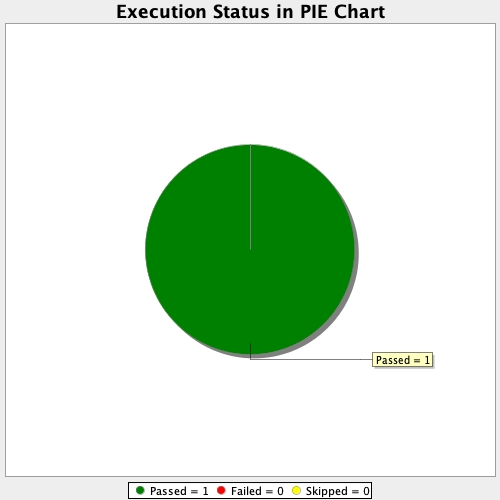 Execution Status in PIE Chart
Passed = 1
Passed = 1 Failed = 0 Skipped = 0